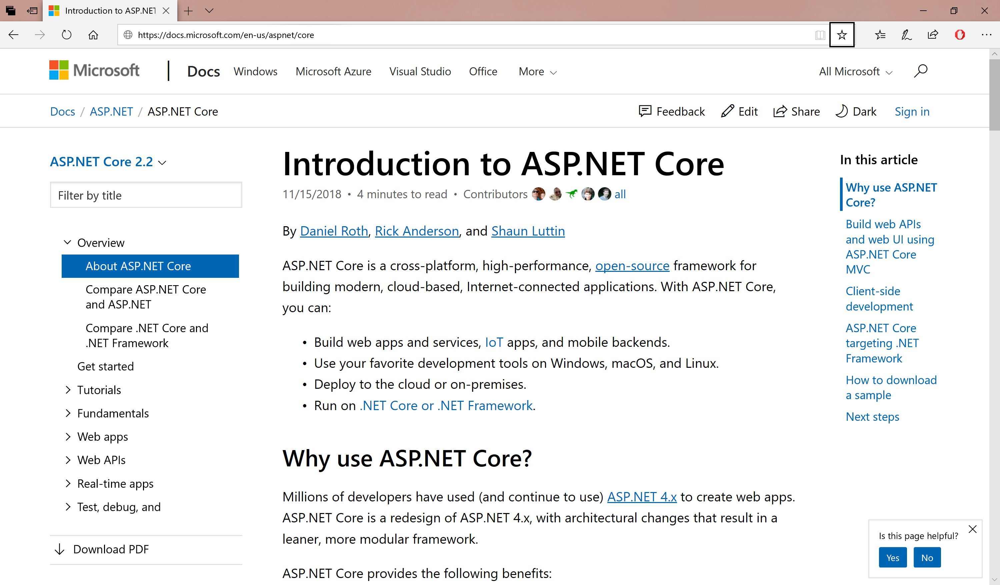 Introduction to ASP.NET
https://docs.microsoft.com/en-us/aspnet/core
Microsoft
Docs
Windows
Microsoft Azure
Visual Studio
Office
More
All Microsoft
Docs / ASP.NET / ASP.NET Core
Feedback
Edit
Share
Dark
Sign in
ASP.NET Core 2.2
Filter by title
Overview
About ASP.NET Core
Compare ASP.NET Core
and ASP.NET
Compare .NET Core and
.NET Framework
Get started
Tutorials
Fundamentals
Web apps
Web APIs
Real-time apps
Test, debug, and
Download PDF
Introduction to ASP.NET Core
11/15/2018 • 4 minutes to read • Contributors all
By Daniel Roth, Rick Anderson, and Shaun Luttin
ASP.NET Core is a cross-platform, high-performance, open-source framework for
building modern, cloud-based, Internet-connected applications. With ASP.NET Core,
you can:
• Build web apps and services, IoT apps, and mobile backends.
• Use your favorite development tools on Windows, macOS, and Linux.
• Deploy to the cloud or on-premises.
• Run on .NET Core or .NET Framework.
Why use ASP.NET Core?
Millions of developers have used (and continue to use) ASP.NET 4.x to create web apps.
ASP.NET Core is a redesign of ASP.NET 4.x, with architectural changes that result in a
leaner, more modular framework.
ASP.NET Core provides the following benefits:
In this article
Why use ASP.NET
Core?
Build web APIs
and web UI using
ASP.NET Core
MVC
Client-side
development
ASP.NET Core
targeting .NET
Framework
How to download
a sample
Next steps
Is this page helpful?
Yes
No